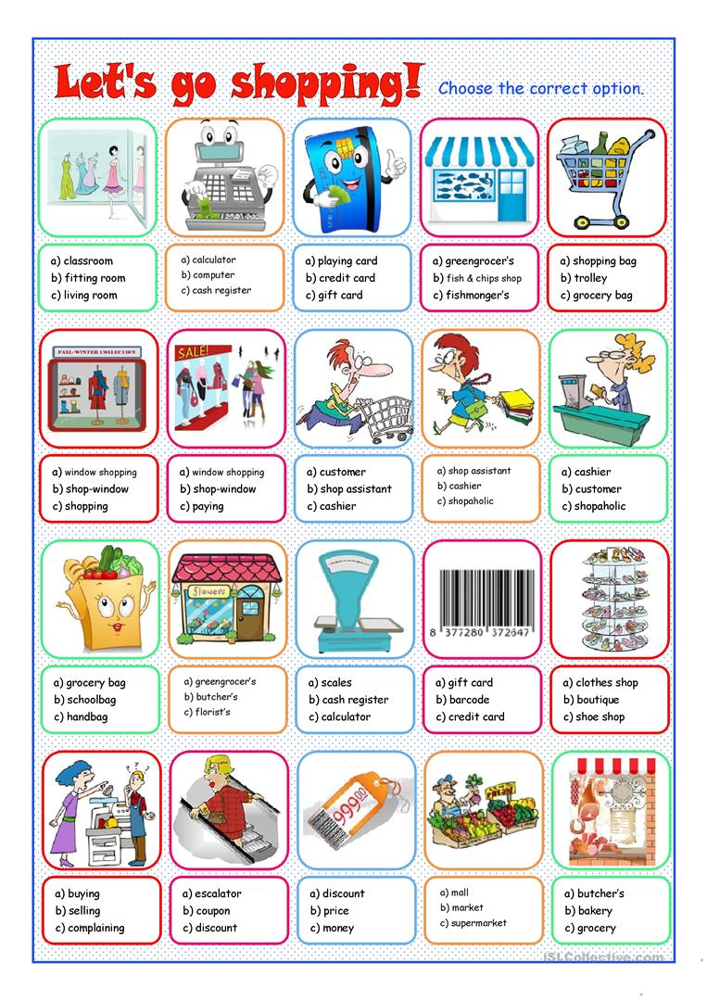 Let's go shopping!
Choose the correct option.
a) classroom
b) fitting room
c) living room
a) calculator
b) computer
c) cash register
a) playing card
b) credit card
c) gift card
a) greengrocer's
b) fish & chips shop
c) fishmonger's
a) shopping bag
b) trolley
c) grocery bag
FALL-WINTER COLLECTION
SALE!
a) window shopping
b) shop-window
c) shopping
a) window shopping
b) shop-window
c) paying
a) customer
b) shop assistant
c) cashier
a) shop assistant
b) cashier
c) shopaholic
a) cashier
b) customer
c) shopaholic
flowers
8 377280 372647
a) grocery bag
b) schoolbag
c) handbag
a) greengrocer's
b) butcher's
c) florist's
a) scales
b) cash register
c) calculator
a) gift card
b) barcode
c) credit card
a) clothes shop
b) boutique
c) shoe shop
? ?
999.00
a) buying
b) selling
c) complaining
a) escalator
b) coupon
c) discount
a) discount
b) price
c) money
a) mall
b) market
c) supermarket
a) butcher's
b) bakery
c) grocery
iSLCollective.com